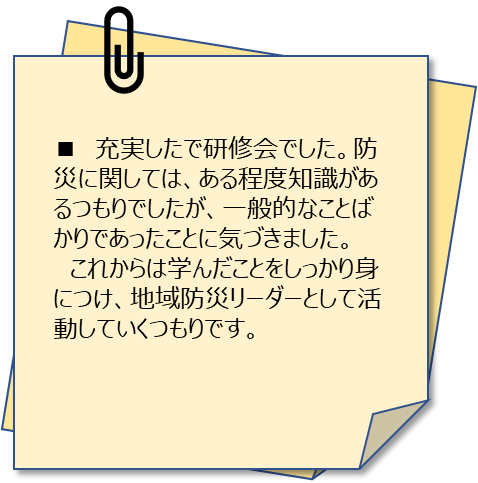 ■　充実したで研修会でした。防
災に関しては、ある程度知識があ
るつもりでしたが、一般的なことば
かりであったことに気づきました。
　これからは学んだことをしっかり身
につけ、地域防災リーダーとして活
動していくつもりです。